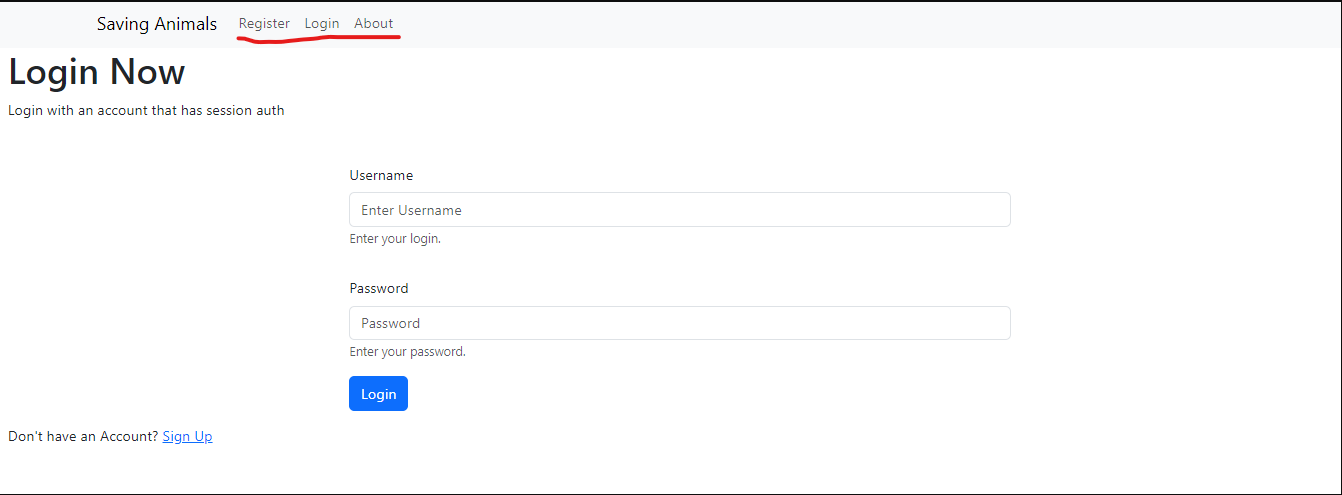 Saving Animals Register Login About
Login Now
Login with an account that has session auth
Username
Enter Username
Enter your login.
Password
Password
Enter your password.
Login
Don't have an Account? Sign Up